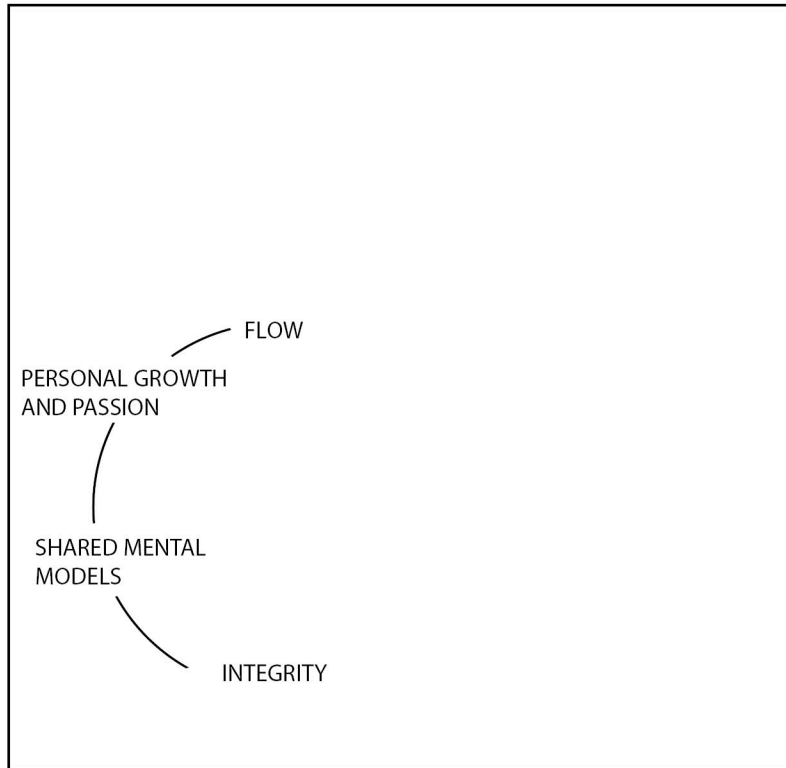 FLOW
PERSONAL GROWTH
AND PASSION
SHARED MENTAL
MODELS
INTEGRITY